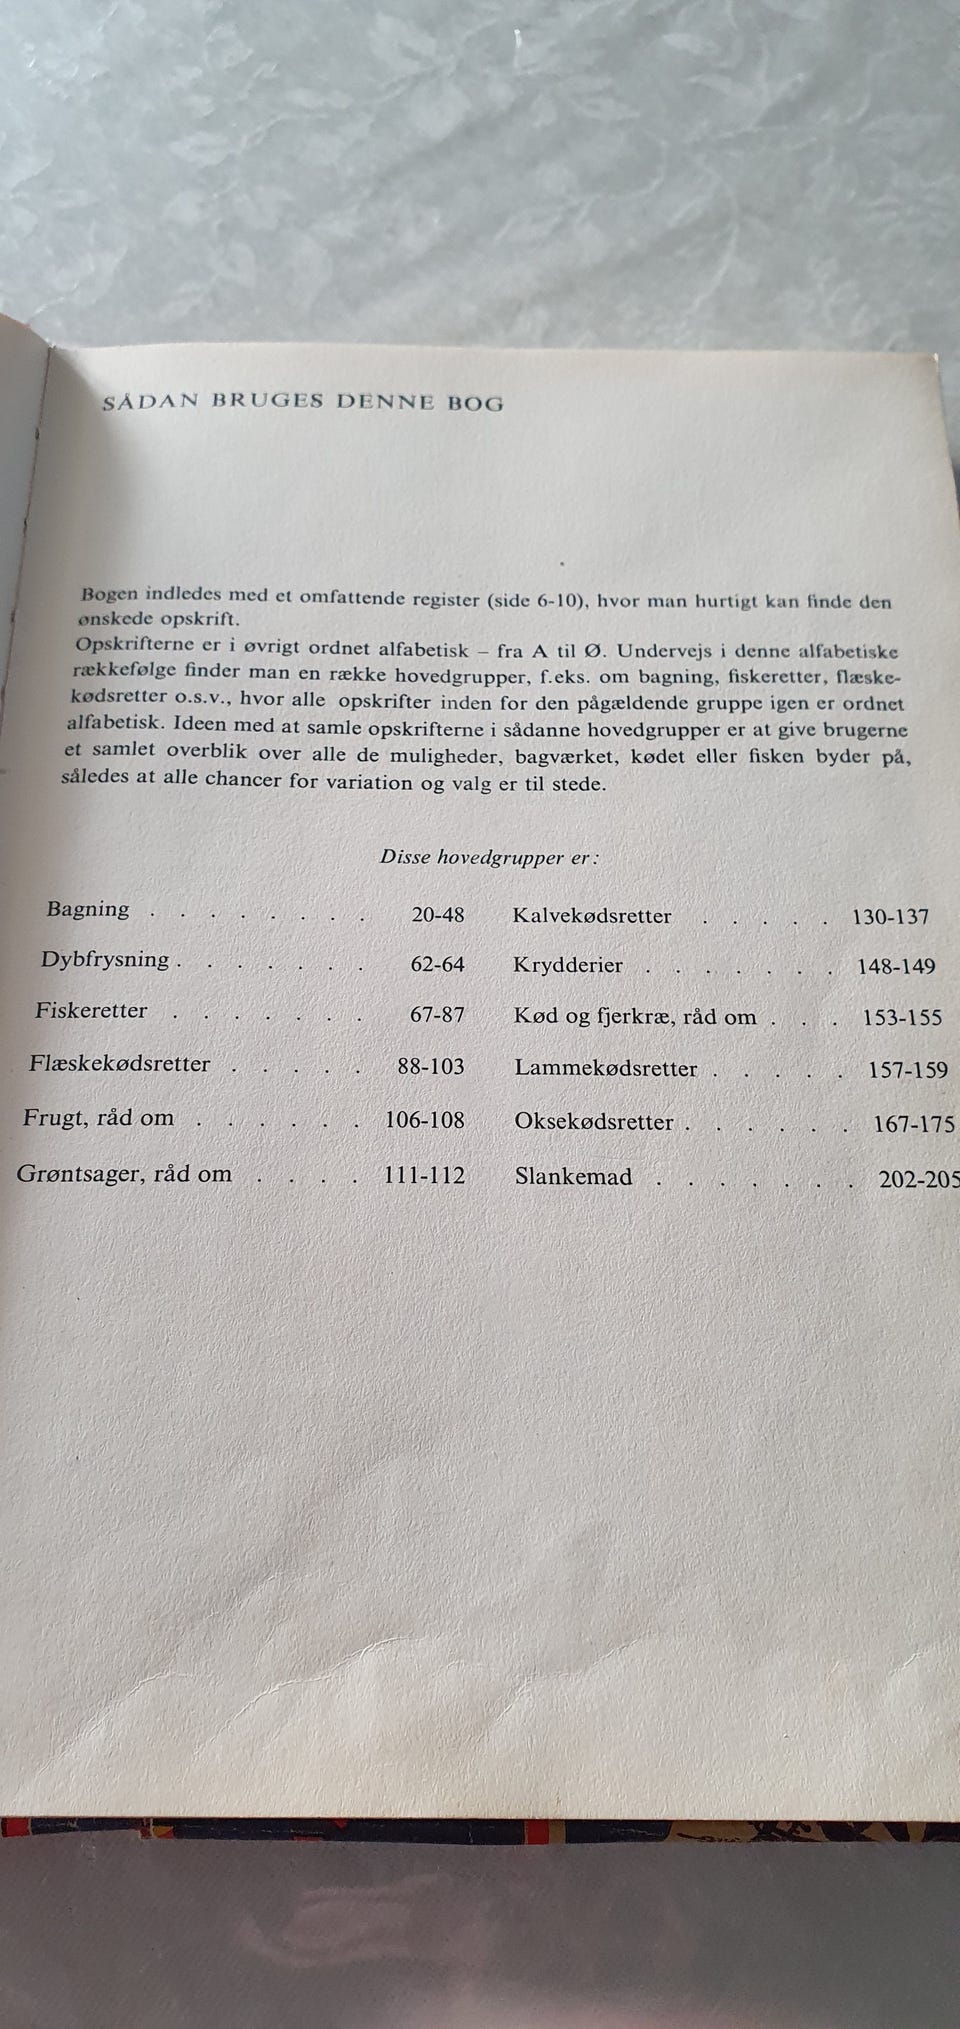 SÅDAN BRUGES DENNE BOG
Bogen indledes med et omfattende register (side 6-10), hvor man hurtigt kan finde den
ønskede opskrift.
Opskrifterne er i øvrigt ordnet alfabetisk – fra A til Ø. Undervejs i denne alfabetiske
rækkefølge finder man en række hovedgrupper, f.eks. om bagning, fiskeretter, flæske-
kødsretter o.s.v., hvor alle opskrifter inden for den pågældende gruppe igen er ordnet
alfabetisk. Ideen med at samle opskrifterne i sådanne hovedgrupper er at give brugerne
et samlet overblik over alle de muligheder, bagværket, kødet eller fisken byder på,
således at alle chancer for variation og valg er til stede.
Disse hovedgrupper er:
Bagning . . . . . . . . 20-48
Dybfrysning . . . . . . . 62-64
Fiskeretter . . . . . . . 67-87
Flæskekødsretter . . . . . 88-103
Frugt, råd om . . . . . . 106-108
Grøntsager, råd om . . . . 111-112
Kalvekødsretter . . . . . 130-137
Krydderier . . . . . . . 148-149
Kød og fjerkræ, råd om . . . 153-155
Lammekødsretter . . . . . 157-159
Oksekødsretter . . . . . . 167-175
Slankemad . . . . . . . 202-205